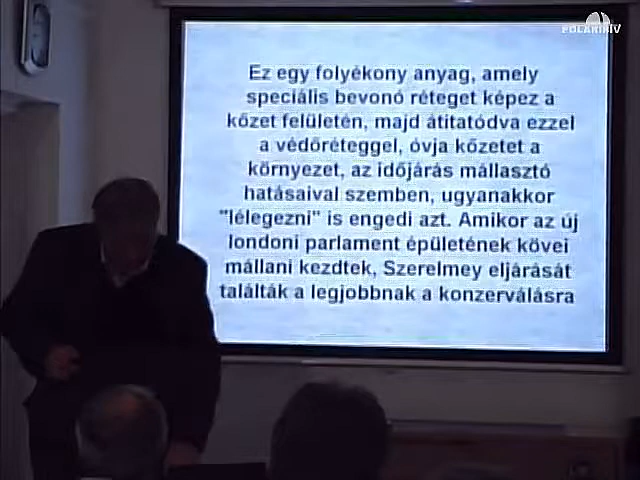 POLARCHÍV
Ez egy folyékony anyag, amely
speciális bevonó réteget képez a
kőzet felületén, majd átítatódva ezzel
a védőréteggel, óvja kőzetet a
környezet, az időjárás mállasztó
hatásaival szemben, ugyanakkor
"lélegezni" is engedi azt. Amikor az új
londoni parlament épületének kövei
mállani kezdtek, Szerelmey eljárását
találták a legjobbnak a konzerválásra